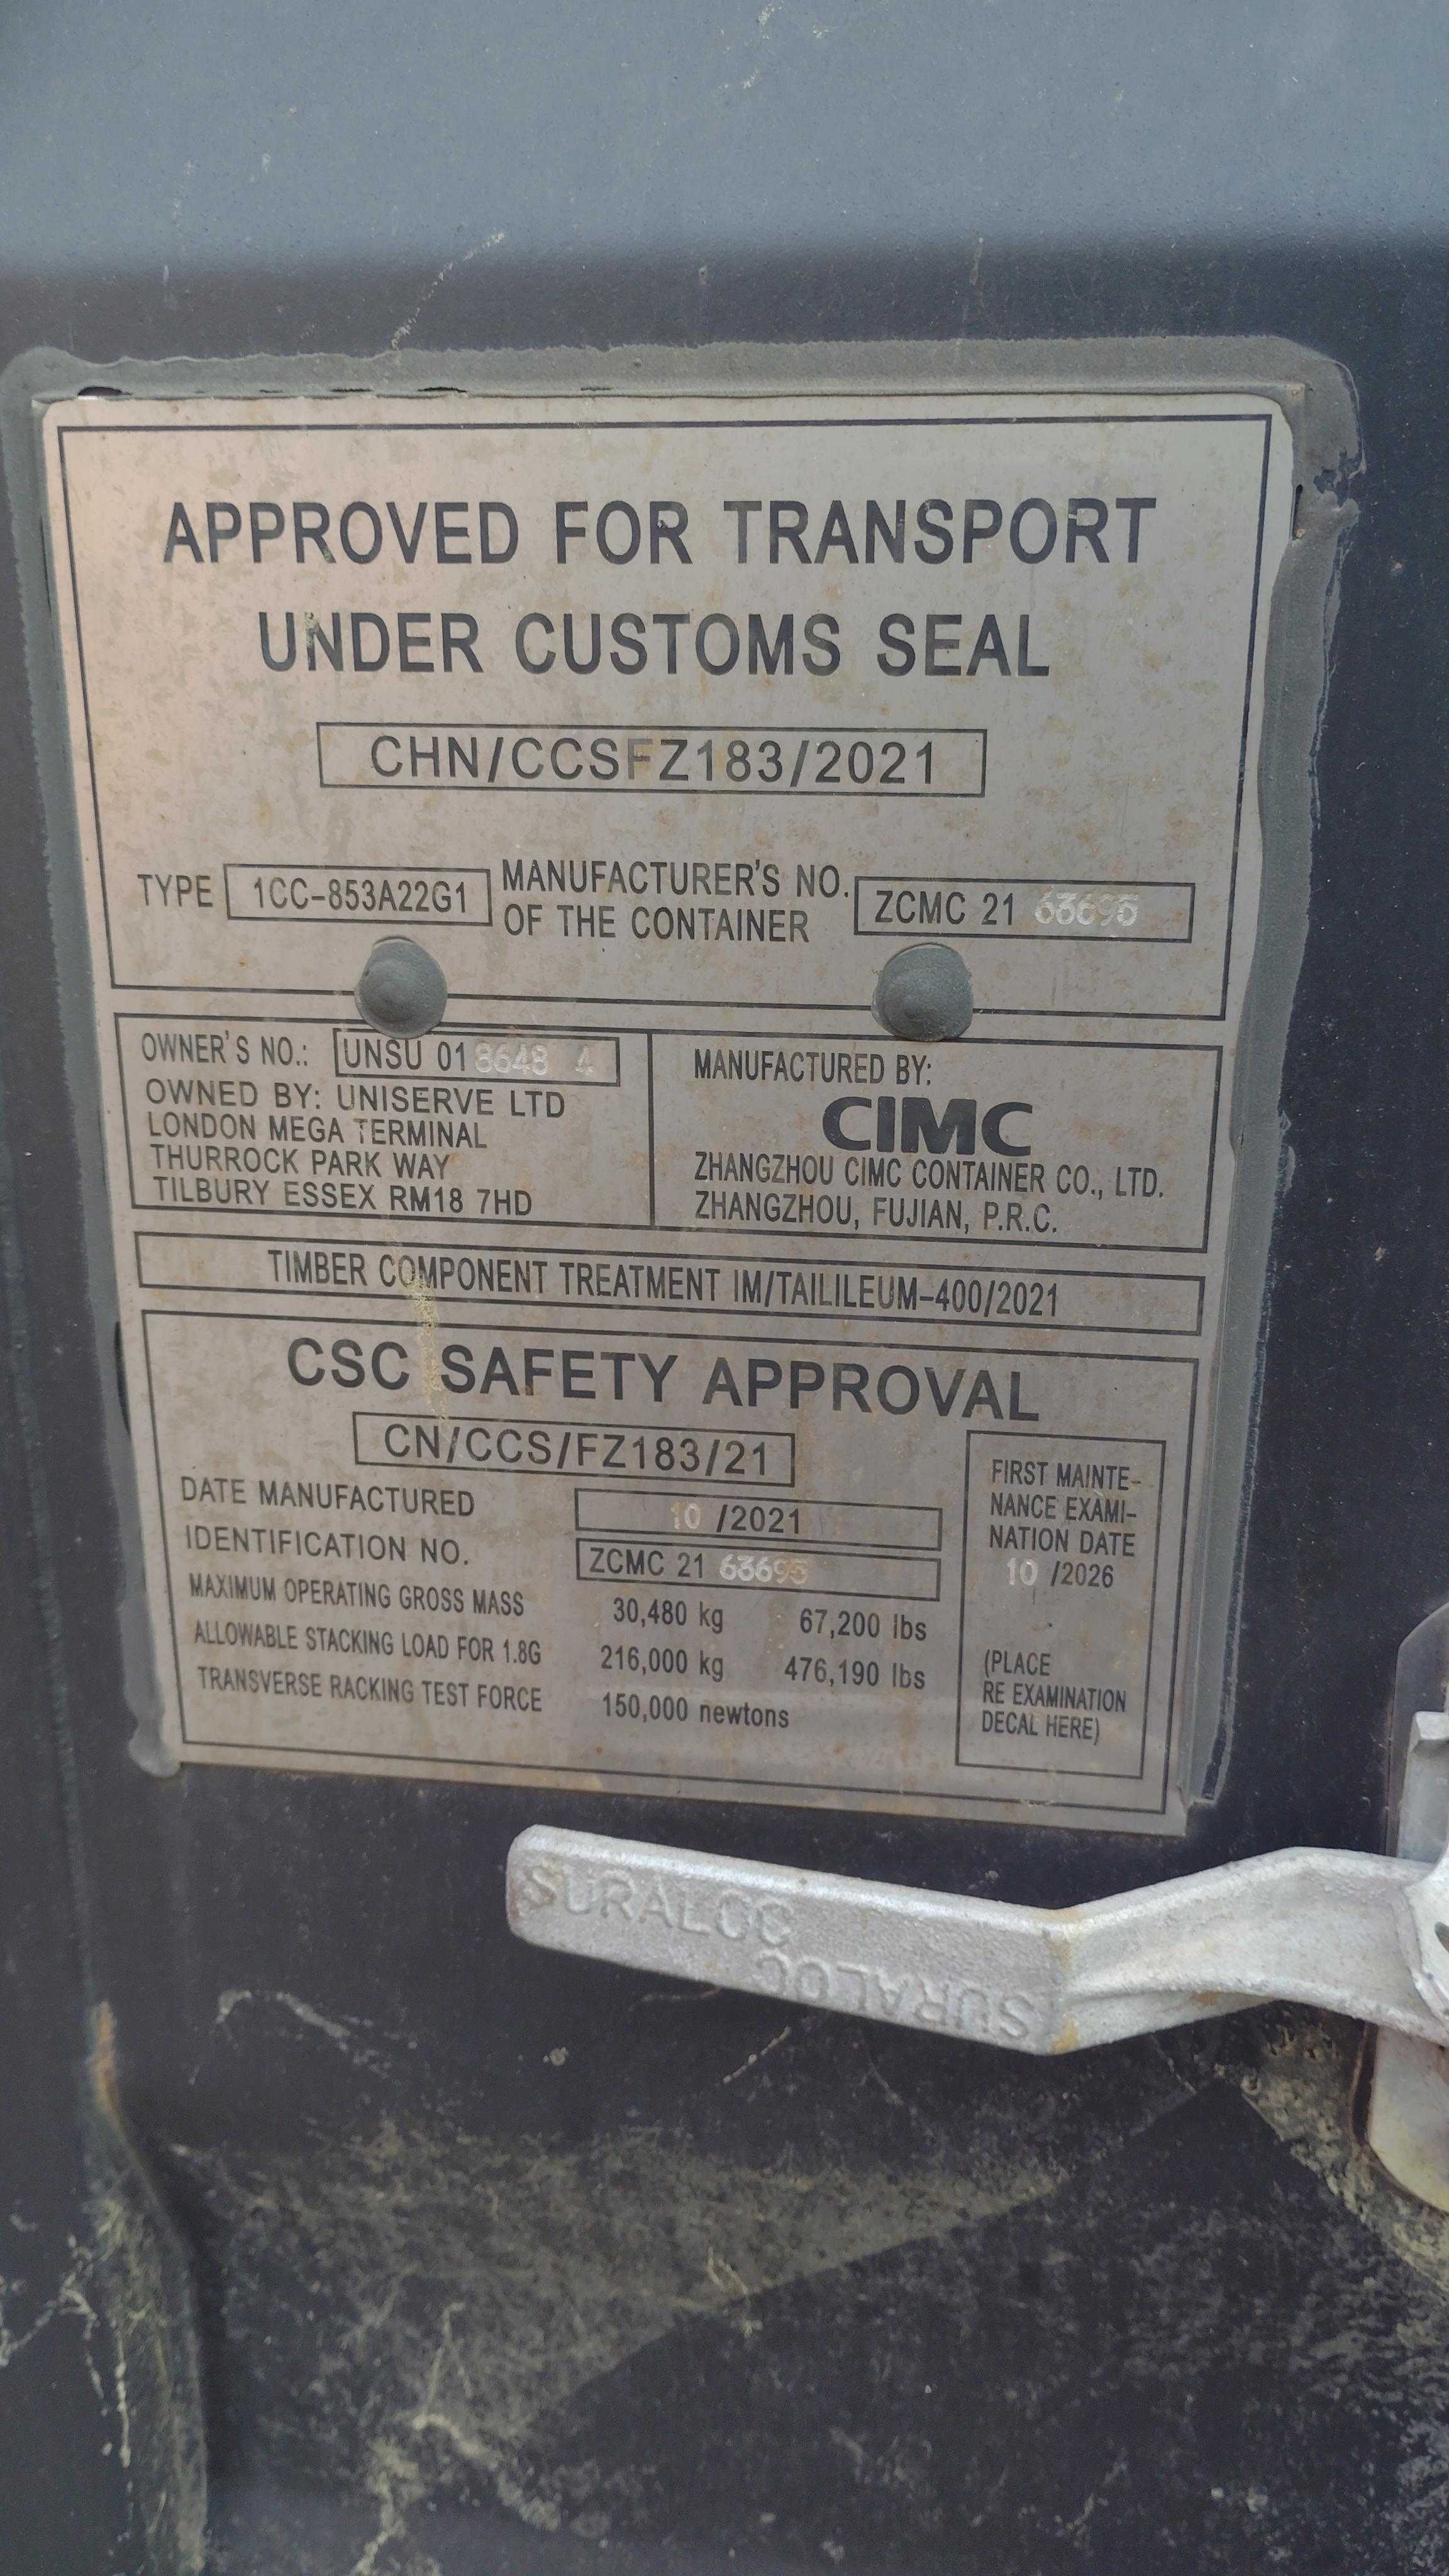 APPROVED FOR TRANSPORT
UNDER CUSTOMS SEAL
CHN/CCSFZ183/2021
TYPE 1CC-853A22G1 MANUFACTURER'S NO. OF THE CONTAINER ZCMC 21 63695
OWNER'S NO.: UNSU 018648 4
OWNED BY: UNISERVE LTD
LONDON MEGA TERMINAL
THURROCK PARK WAY
TILBURY ESSEX RM18 7HD
MANUFACTURED BY:
CIMC
ZHANGZHOU CIMC CONTAINER CO., LTD.
ZHANGZHOU, FUJIAN, P.R.C.
TIMBER COMPONENT TREATMENT IM/TAILILEUM-400/2021
CSC SAFETY APPROVAL
CN/CCS/FZ183/21
DATE MANUFACTURED 10 /2021
IDENTIFICATION NO. ZCMC 21 63695
MAXIMUM OPERATING GROSS MASS 30,480 kg 67,200 lbs
ALLOWABLE STACKING LOAD FOR 1.8G 216,000 kg 476,190 lbs
TRANSVERSE RACKING TEST FORCE 150,000 newtons
FIRST MAINTE-
NANCE EXAMI-
NATION DATE
10 /2026
(PLACE
RE EXAMINATION
DECAL HERE)
SURALOC
SURALOC